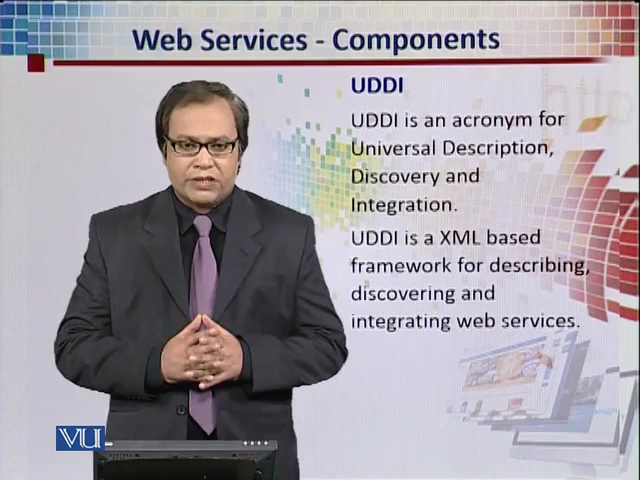 Web Services - Components
UDDI
UDDI is an acronym for
Universal Description,
Discovery and
Integration.
UDDI is a XML based
framework for describing,
discovering and
integrating web services.
VU